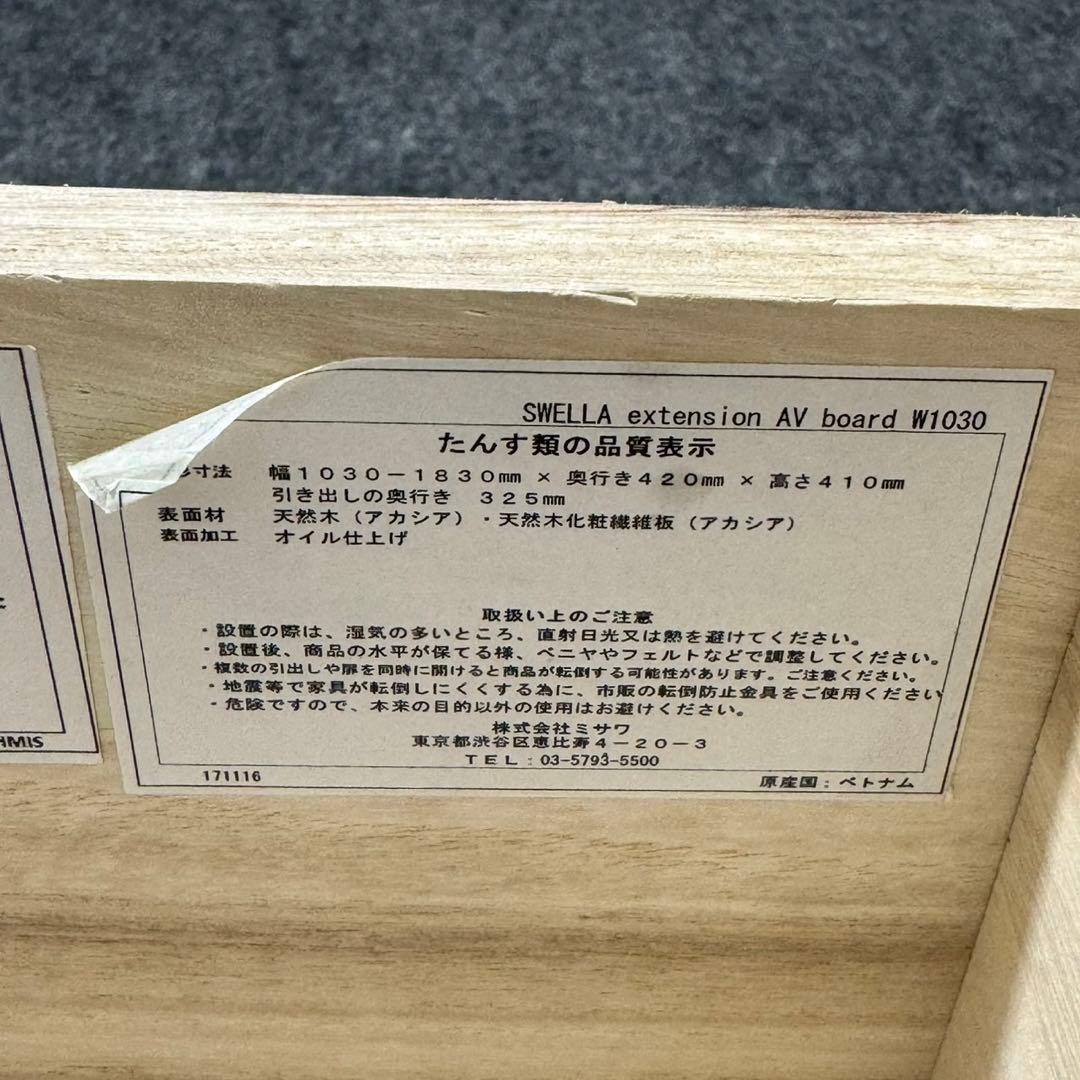 SWELLA extension AV board W1030
たんす類の品質表示
寸法 幅1030-1830mm × 奥行き420mm × 高さ410mm
引き出しの奥行き 325mm
表面材 天然木(アカシア)・天然木化粧繊維板(アカシア)
表面加工 オイル仕上げ
取扱い上のご注意
・設置の際は、湿気の多いところ、直射日光又は熱を避けてください。
・設置後、商品の水平が保てる様、ベニヤやフェルトなどで調整してください。
・複数の引出しや扉を同時に開けると商品が転倒する可能性があります。ご注意ください。
・地震等で家具が転倒しにくくする為に、市販の転倒防止金具をご使用ください
・危険ですので、本来の目的以外の使用はお避けください。
株式会社ミサワ
東京都渋谷区恵比寿4-20-3
TEL:03-5793-5500
171116 原産国:ベトナム
HMIS